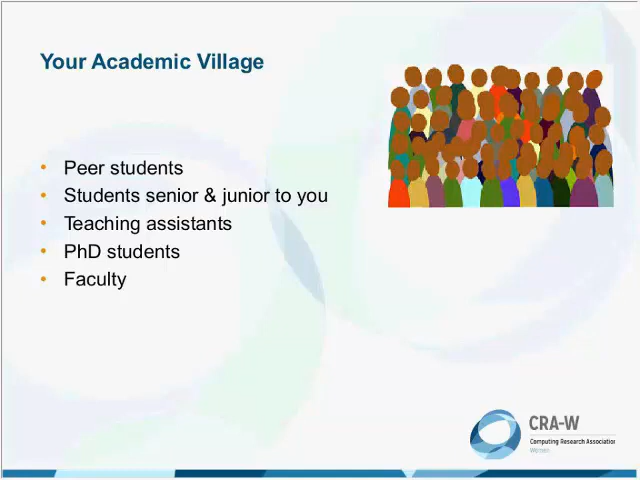 Your Academic Village
• Peer students
• Students senior & junior to you
• Teaching assistants
• PhD students
• Faculty
CRA-W
Computing Research Association
Women